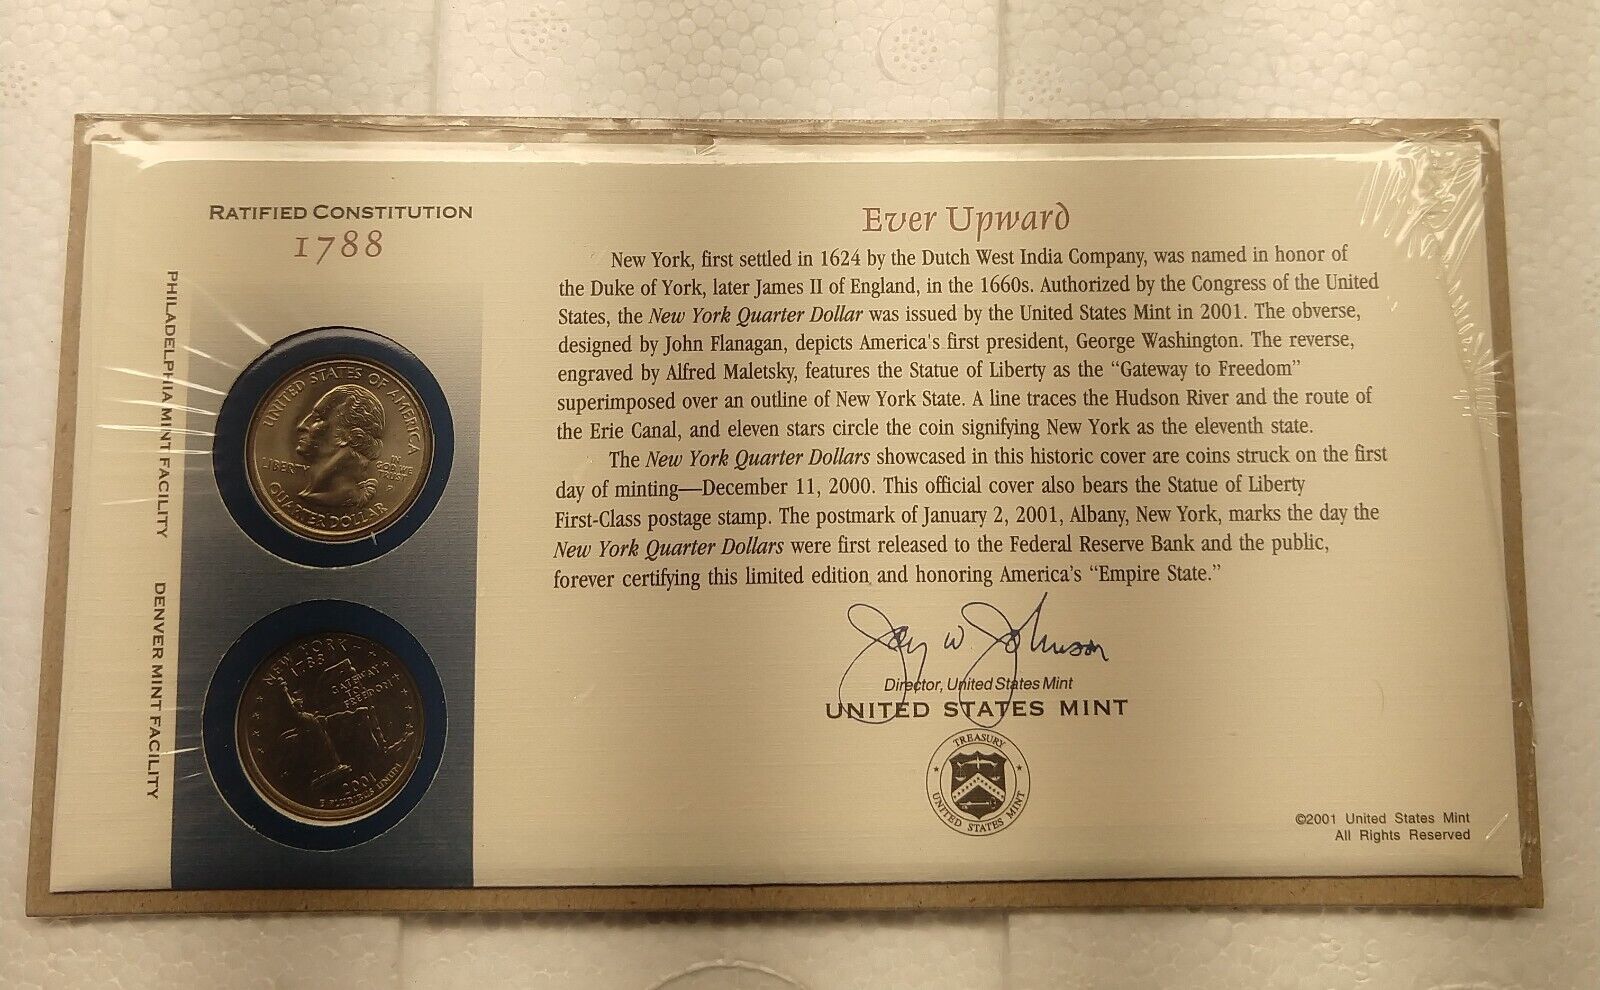 RATIFIED CONSTITUTION
1788
PHILADELPHIA MINT FACILITY
DENVER MINT FACILITY
UNITED STATES OF AMERICA
LIBERTY
IN
GOD WE
TRUST
P
QUARTER DOLLAR
NEW YORK
1788
GATEWAY
TO
FREEDOM
2001
E PLURIBUS UNUM
Ever Upward
New York, first settled in 1624 by the Dutch West India Company, was named in honor of
the Duke of York, later James II of England, in the 1660s. Authorized by the Congress of the United
States, the New York Quarter Dollar was issued by the United States Mint in 2001. The obverse,
designed by John Flanagan, depicts America's first president, George Washington. The reverse,
engraved by Alfred Maletsky, features the Statue of Liberty as the “Gateway to Freedom”
superimposed over an outline of New York State. A line traces the Hudson River and the route of
the Erie Canal, and eleven stars circle the coin signifying New York as the eleventh state.
The New York Quarter Dollars showcased in this historic cover are coins struck on the first
day of minting—December 11, 2000. This official cover also bears the Statue of Liberty
First-Class postage stamp. The postmark of January 2, 2001, Albany, New York, marks the day the
New York Quarter Dollars were first released to the Federal Reserve Bank and the public,
forever certifying this limited edition and honoring America’s “Empire State.”
Jay W Johnson
Director, United States Mint
UNITED STATES MINT
TREASURY
UNITED STATES MINT
©2001 United States Mint
All Rights Reserved